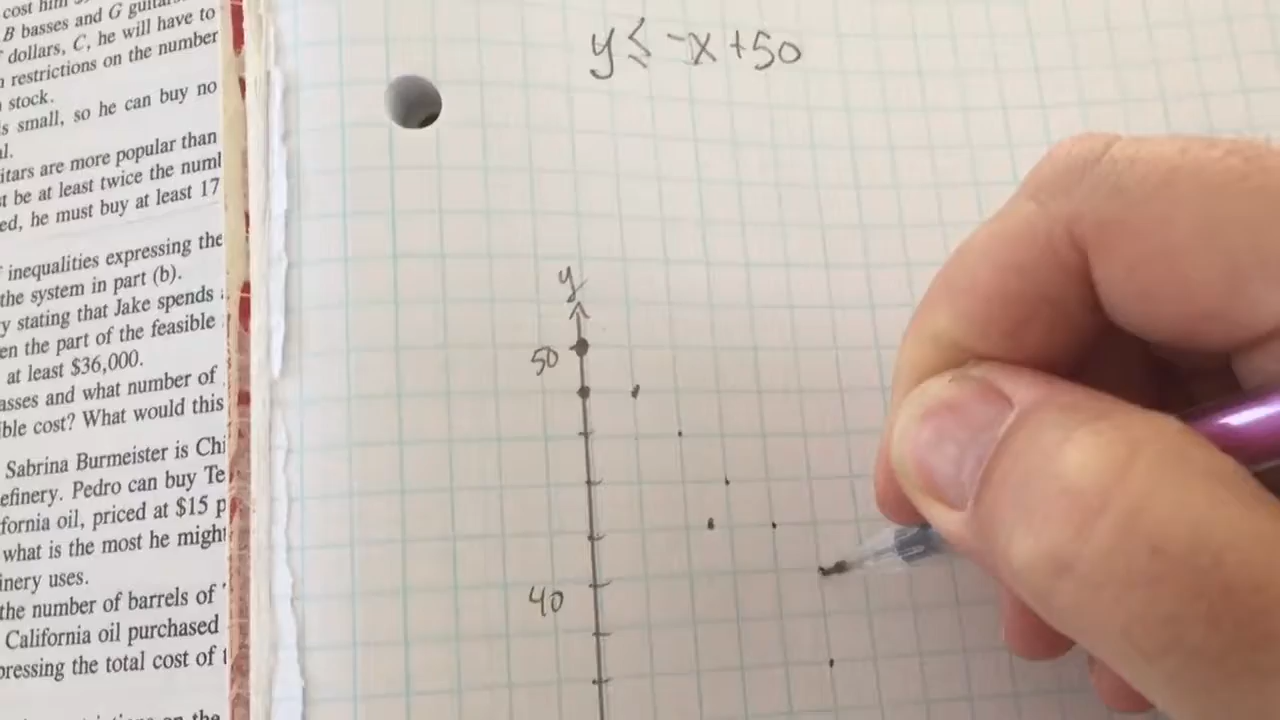 cost him
B basses and G guitars
dollars, C, he will have to
restrictions on the number
stock.
s small, so he can buy no
al.
itars are more popular than
t be at least twice the num
ed, he must buy at least 17
inequalities expressing the
the system in part (b).
y stating that Jake spends
en the part of the feasible
at least $36,000.
asses and what number of
ble cost? What would this
Sabrina Burmeister is Chi
efinery. Pedro can buy Te
fornia oil, priced at $15 p
what is the most he might
inery uses.
the number of barrels of
California oil purchased
pressing the total cost of t
on the
y ≤ -x + 50
y
50
40